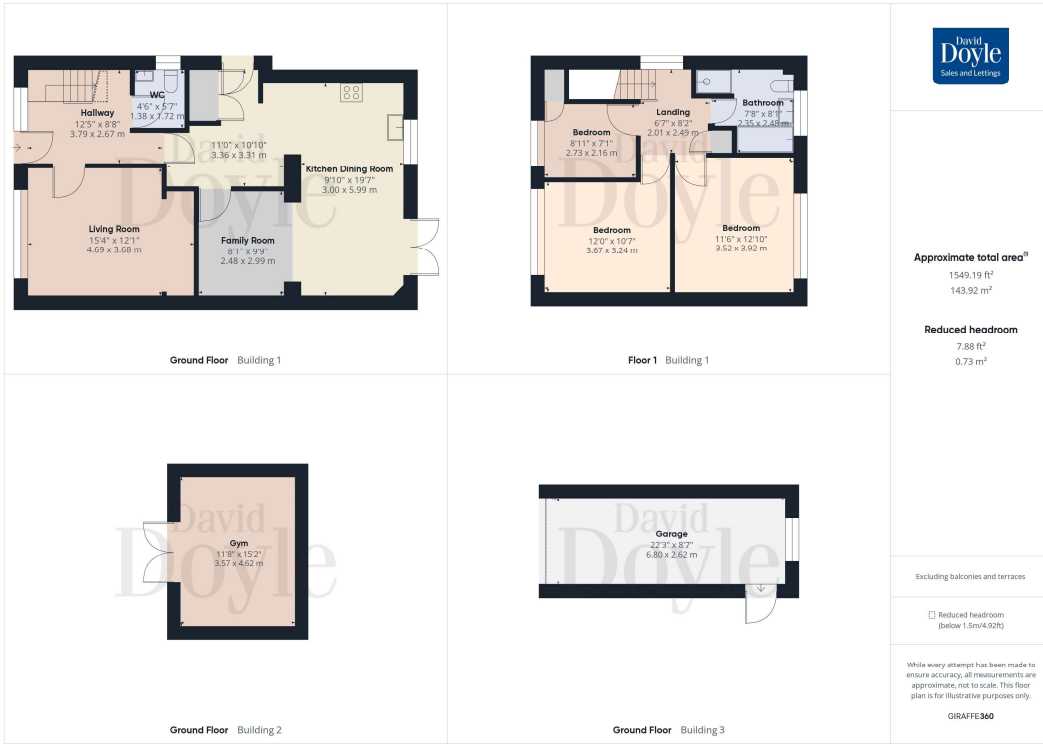 WC
4'6" x 5'7"
1.38 x 1.72 m
Hallway
12'5" x 8'8"
3.79 x 2.67 m
11'0" x 10'10"
3.36 x 3.31 m
Kitchen Dining Room
9'10" x 19'7"
3.00 x 5.99 m
Living Room
15'4" x 12'1"
4.69 x 3.68 m
Family Room
8'1" x 9'9"
2.48 x 2.99 m
David
Doyle
Ground Floor Building 1
Landing
6'7" x 8'2"
2.01 x 2.49 m
Bathroom
7'8" x 8'1"
2.35 x 2.48 m
Bedroom
8'11" x 7'1"
2.73 x 2.16 m
Bedroom
12'0" x 10'7"
3.67 x 3.24 m
Bedroom
11'6" x 12'10"
3.52 x 3.92 m
David
Doyle
Floor 1 Building 1
Gym
11'8" x 15'2"
3.57 x 4.62 m
David
Doyle
Ground Floor Building 2
Garage
22'3" x 8'7"
6.80 x 2.62 m
David
Doyle
Ground Floor Building 3
David
Doyle
Sales and Lettings
Approximate total area(1)
1549.19 ft²
143.92 m²
Reduced headroom
7.88 ft²
0.73 m²
Excluding balconies and terraces
Reduced headroom
(below 1.5m/4.92ft)
While every attempt has been made to
ensure accuracy, all measurements are
approximate, not to scale. This floor
plan is for illustrative purposes only.
GIRAFFE360